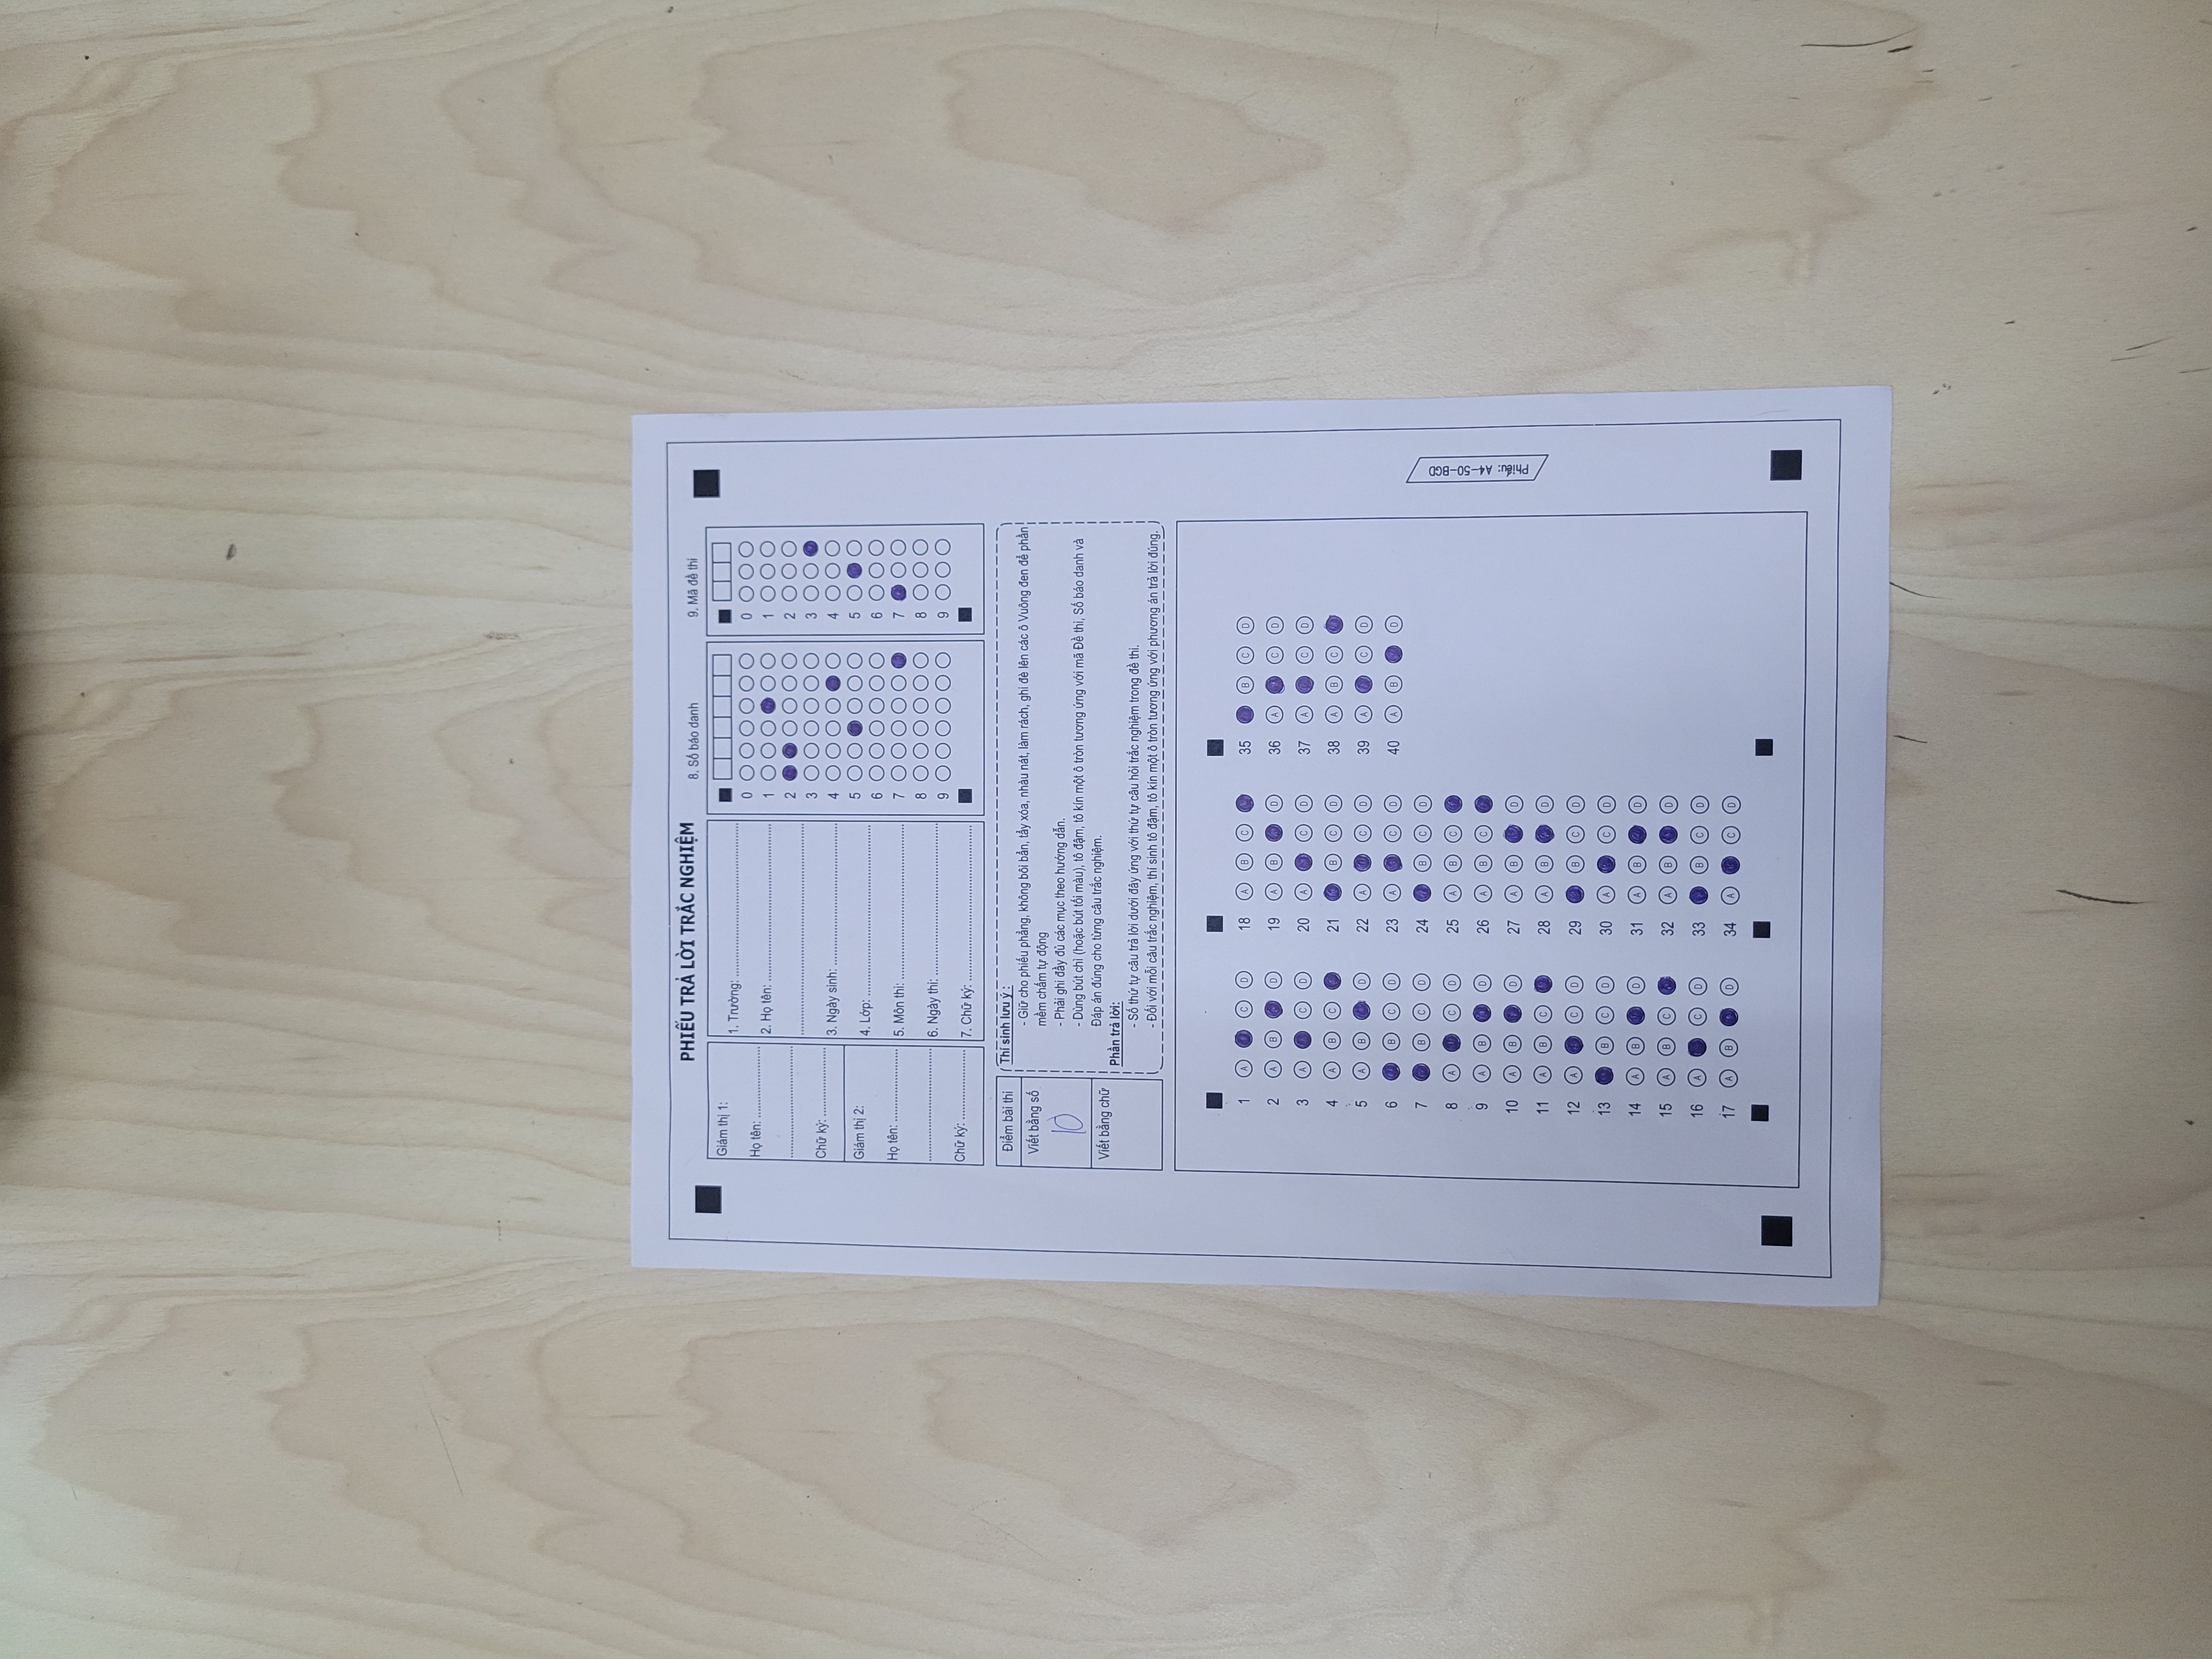 PHIẾU TRẢ LỜI TRẮC NGHIỆM
8. Số báo danh
9. Mã đề thi
Giám thị 1:
Họ tên: ....................
................................
Chữ ký: ....................
Giám thị 2:
Họ tên: ....................
................................
Chữ ký: ....................
1. Trường: ..........................................
2. Họ tên: ..........................................
..........................................................
3. Ngày sinh: ......................................
4. Lớp: ...............................................
5. Môn thi: ..........................................
6. Ngày thi: .........................................
7. Chữ ký: ..........................................
0
1
2
3
4
5
6
7
8
9
0
1
2
3
4
5
6
7
8
9
Điểm bài thi
Viết bằng số
10
Viết bằng chữ
Thí sinh lưu ý :
- Giữ cho phiếu phẳng, không bôi bẩn, tẩy xóa, nhàu nát, làm rách, ghi đè lên các ô Vuông đen để phần
mềm chấm tự động
- Phải ghi đầy đủ các mục theo hướng dẫn.
- Dùng bút chì (hoặc bút tối màu), tô đậm, tô kín một ô tròn tương ứng với mã Đề thi, Số báo danh và
Đáp án đúng cho từng câu trắc nghiệm.
Phần trả lời:
- Số thứ tự câu trả lời dưới đây ứng với thứ tự câu hỏi trắc nghiệm trong đề thi.
- Đối với mỗi câu trắc nghiệm, thí sinh tô đậm, tô kín một ô tròn tương ứng với phương án trả lời đúng.
1 A C D
2 A B D
3 A C D
4 A B C
5 A B D
6 B C D
7 B C D
8 A C D
9 A B D
10 A B D
11 A B C
12 A C D
13 B C D
14 A B D
15 A B C
16 A C D
17 A B D
18 A B C
19 A B D
20 A C D
21 B C D
22 A C D
23 A C D
24 B C D
25 A B C
26 A B C
27 A B D
28 A B D
29 B C D
30 A C D
31 A B D
32 A B D
33 B C D
34 A C D
35 B C D
36 A C D
37 A C D
38 A B C
39 A C D
40 A B D
Phiếu: A4-50-BGD